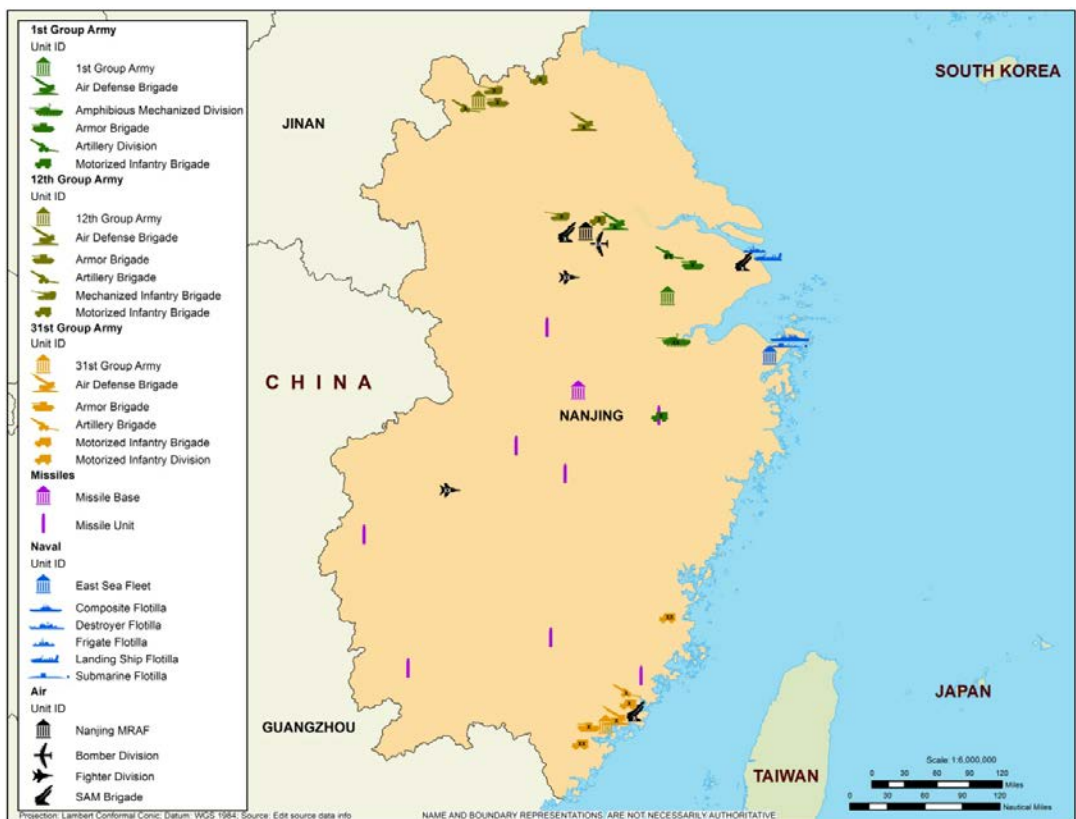 1st Group Army
Unit ID
1st Group Army
Air Defense Brigade
Amphibious Mechanized Division
Armor Brigade
Artillery Division
Motorized Infantry Brigade
12th Group Army
Unit ID
12th Group Army
Air Defense Brigade
Armor Brigade
Artillery Brigade
Mechanized Infantry Brigade
Motorized Infantry Brigade
31st Group Army
Unit ID
31st Group Army
Air Defense Brigade
Armor Brigade
Artillery Brigade
Motorized Infantry Brigade
Motorized Infantry Division
Missiles
Missile Base
Missile Unit
Naval
Unit ID
East Sea Fleet
Composite Flotilla
Destroyer Flotilla
Frigate Flotilla
Landing Ship Flotilla
Submarine Flotilla
Air
Unit ID
Nanjing MRAF
Bomber Division
Fighter Division
SAM Brigade
SOUTH KOREA
JINAN
CHINA
NANJING
GUANGZHOU
JAPAN
TAIWAN
Scale: 1:6,000,000
120 90 60 30 0 120
Miles
120 90 60 30 0 120
Nautical Miles
Projection: Lambert Conformal Conic; Datum: WGS 1984; Source: Edit source data info
NAME AND BOUNDARY REPRESENTATIONS ARE NOT NECESSARILY AUTHORITATIVE